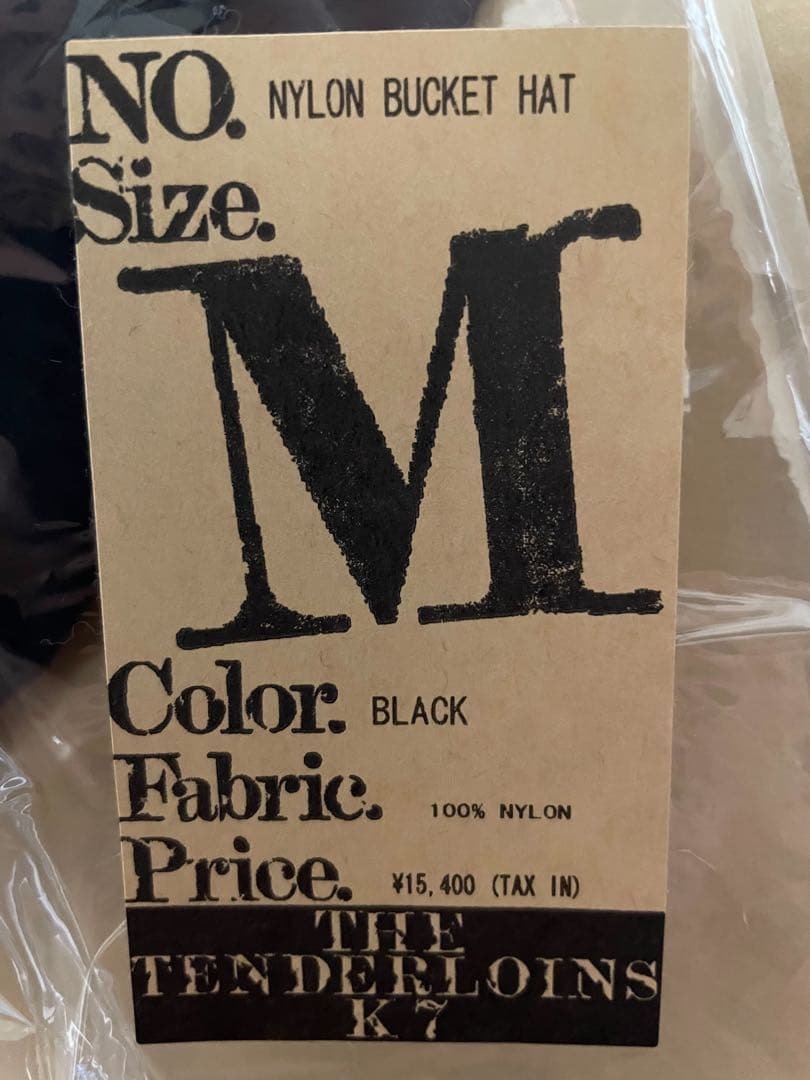 NO. NYLON BUCKET HAT
Size.
M
Color. BLACK
Fabric. 100% NYLON
Price. ¥15,400 (TAX IN)
THE
TENDERLOINS
K7